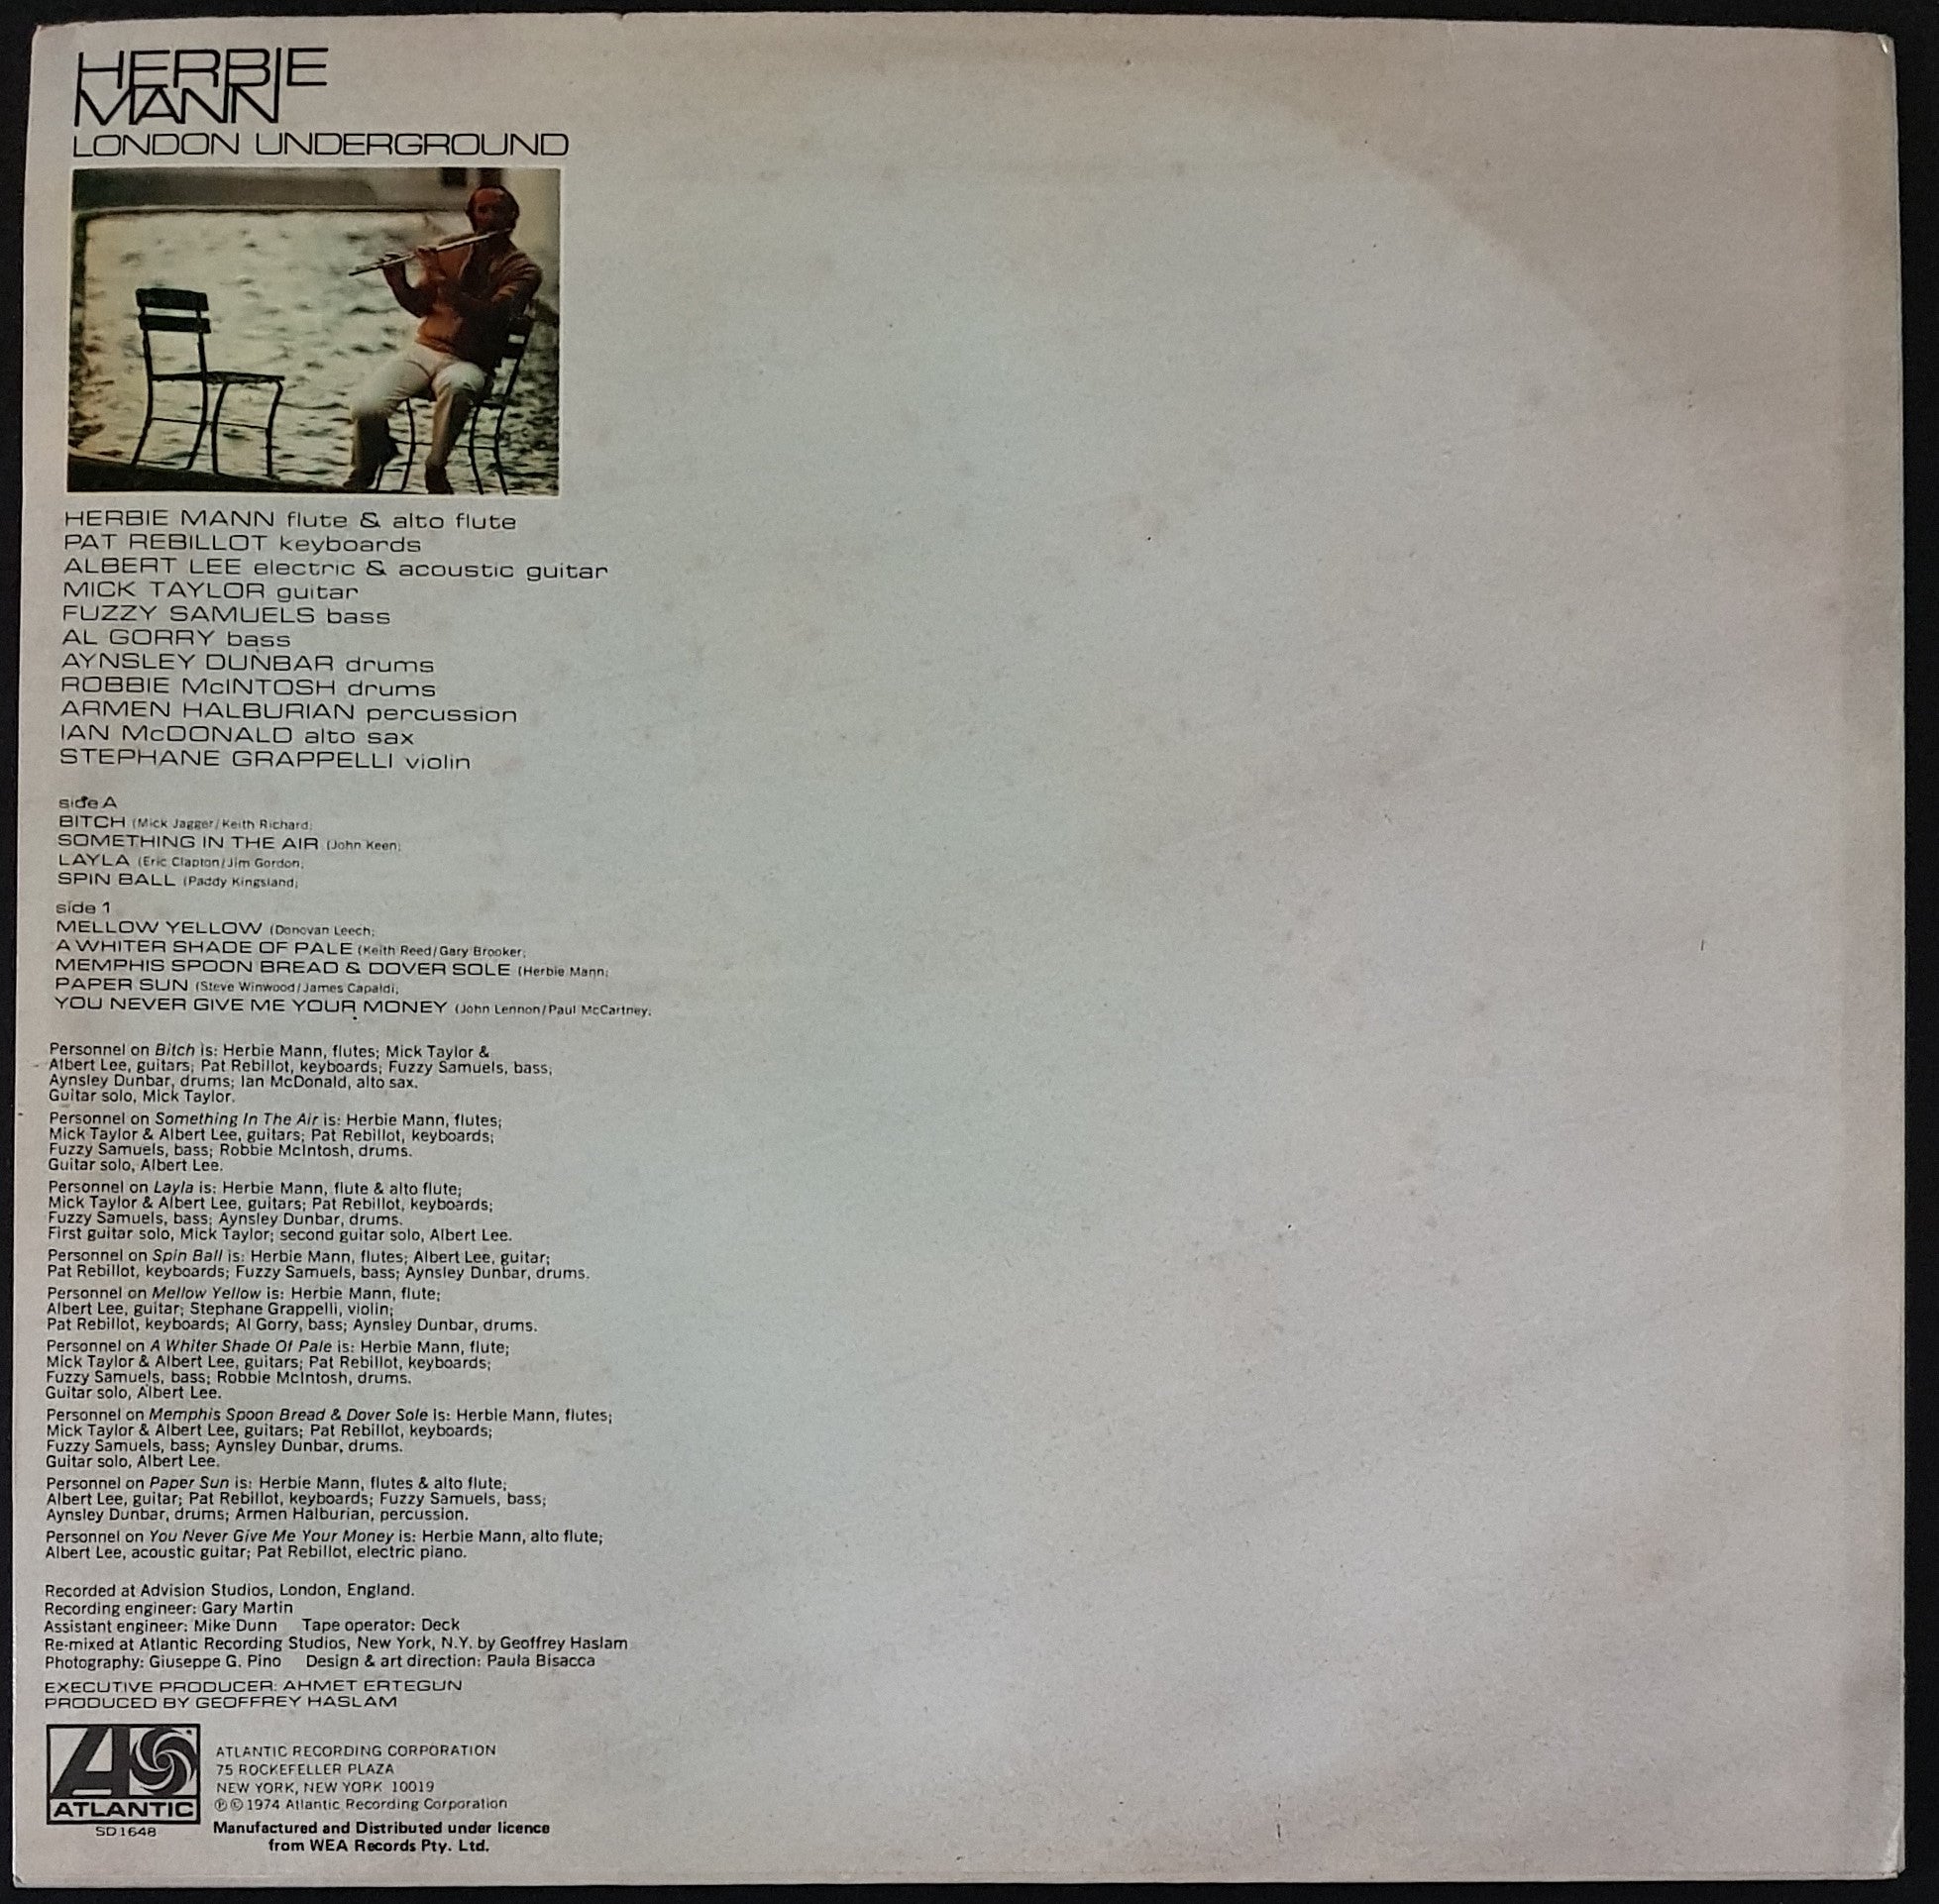 HERBIE
MANN
LONDON UNDERGROUND
HERBIE MANN flute & alto flute
PAT REBILLOT keyboards
ALBERT LEE electric & acoustic guitar
MICK TAYLOR guitar
FUZZY SAMUELS bass
AL GORRY bass
AYNSLEY DUNBAR drums
ROBBIE McINTOSH drums
ARMEN HALBURIAN percussion
IAN McDONALD alto sax
STEPHANE GRAPPELLI violin
side A
BITCH (Mick Jagger/Keith Richard)
SOMETHING IN THE AIR (John Keen)
LAYLA (Eric Clapton/Jim Gordon)
SPIN BALL (Paddy Kingsland)
side 1
MELLOW YELLOW (Donovan Leech)
A WHITER SHADE OF PALE (Keith Reed/Gary Brooker)
MEMPHIS SPOON BREAD & DOVER SOLE (Herbie Mann)
PAPER SUN (Steve Winwood/James Capaldi)
YOU NEVER GIVE ME YOUR MONEY (John Lennon/Paul McCartney)
Personnel on Bitch is: Herbie Mann, flutes; Mick Taylor &
Albert Lee, guitars; Pat Rebillot, keyboards; Fuzzy Samuels, bass;
Aynsley Dunbar, drums; Ian McDonald, alto sax.
Guitar solo, Mick Taylor.
Personnel on Something In The Air is: Herbie Mann, flutes;
Mick Taylor & Albert Lee, guitars; Pat Rebillot, keyboards;
Fuzzy Samuels, bass; Robbie McIntosh, drums.
Guitar solo, Albert Lee.
Personnel on Layla is: Herbie Mann, flute & alto flute;
Mick Taylor & Albert Lee, guitars; Pat Rebillot, keyboards;
Fuzzy Samuels, bass; Aynsley Dunbar, drums.
First guitar solo, Mick Taylor; second guitar solo, Albert Lee.
Personnel on Spin Ball is: Herbie Mann, flutes; Albert Lee, guitar;
Pat Rebillot, keyboards; Fuzzy Samuels, bass; Aynsley Dunbar, drums.
Personnel on Mellow Yellow is: Herbie Mann, flute;
Albert Lee, guitar; Stephane Grappelli, violin;
Pat Rebillot, keyboards; Al Gorry, bass; Aynsley Dunbar, drums.
Personnel on A Whiter Shade Of Pale is: Herbie Mann, flute;
Mick Taylor & Albert Lee, guitars; Pat Rebillot, keyboards;
Fuzzy Samuels, bass; Robbie McIntosh, drums.
Guitar solo, Albert Lee.
Personnel on Memphis Spoon Bread & Dover Sole is: Herbie Mann, flutes;
Mick Taylor & Albert Lee, guitars; Pat Rebillot, keyboards;
Fuzzy Samuels, bass; Aynsley Dunbar, drums.
Guitar solo, Albert Lee.
Personnel on Paper Sun is: Herbie Mann, flutes & alto flute;
Albert Lee, guitar; Pat Rebillot, keyboards; Fuzzy Samuels, bass;
Aynsley Dunbar, drums; Armen Halburian, percussion.
Personnel on You Never Give Me Your Money is: Herbie Mann, alto flute;
Albert Lee, acoustic guitar; Pat Rebillot, electric piano.
Recorded at Advision Studios, London, England.
Recording engineer: Gary Martin
Assistant engineer: Mike Dunn Tape operator: Deck
Re-mixed at Atlantic Recording Studios, New York, N.Y. by Geoffrey Haslam
Photography: Giuseppe G. Pino Design & art direction: Paula Bisacca
EXECUTIVE PRODUCER: AHMET ERTEGUN
PRODUCED BY GEOFFREY HASLAM
ATLANTIC
SD 1648
ATLANTIC RECORDING CORPORATION
75 ROCKEFELLER PLAZA
NEW YORK, NEW YORK 10019
℗ © 1974 Atlantic Recording Corporation
Manufactured and Distributed under licence
from WEA Records Pty. Ltd.